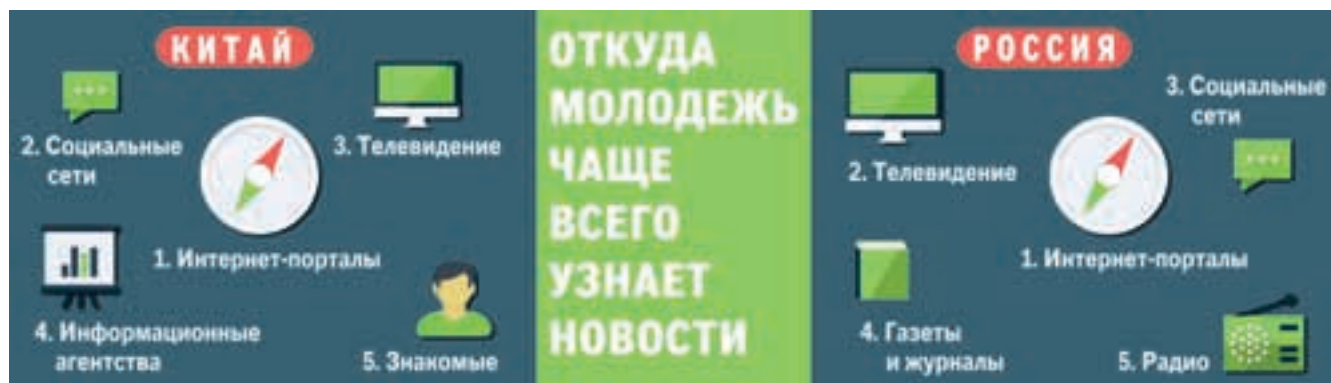 КИТАЙ
2. Социальные
сети
3. Телевидение
1. Интернет-порталы
4. Информационные
агентства
5. Знакомые
ОТКУДА
МОЛОДЕЖЬ
ЧАЩЕ
ВСЕГО
УЗНАЕТ
НОВОСТИ
РОССИЯ
3. Социальные
сети
2. Телевидение
1. Интернет-порталы
4. Газеты
и журналы
5. Радио